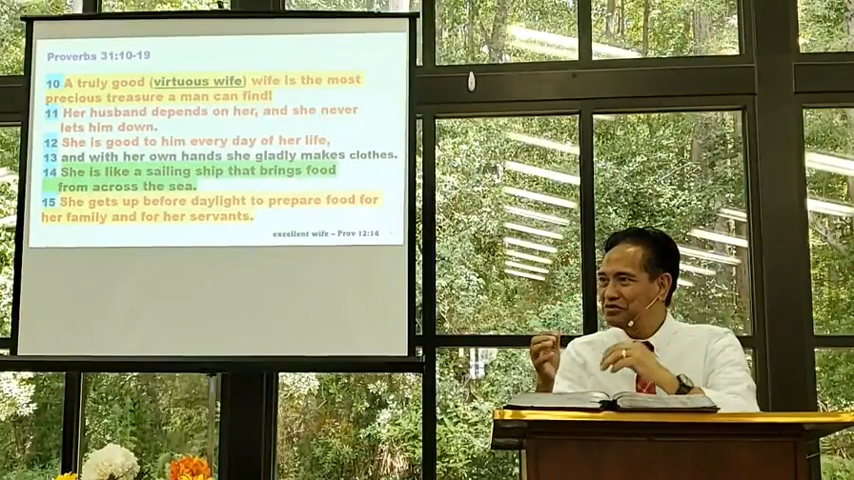 Proverbs 31:10-19
10 A truly good (virtuous wife) wife is the most
precious treasure a man can find!
11 Her husband depends on her, and she never
lets him down.
12 She is good to him every day of her life,
13 and with her own hands she gladly makes clothes.
14 She is like a sailing ship that brings food
from across the sea.
15 She gets up before daylight to prepare food for
her family and for her servants.
excellent wife – Prov 12:14